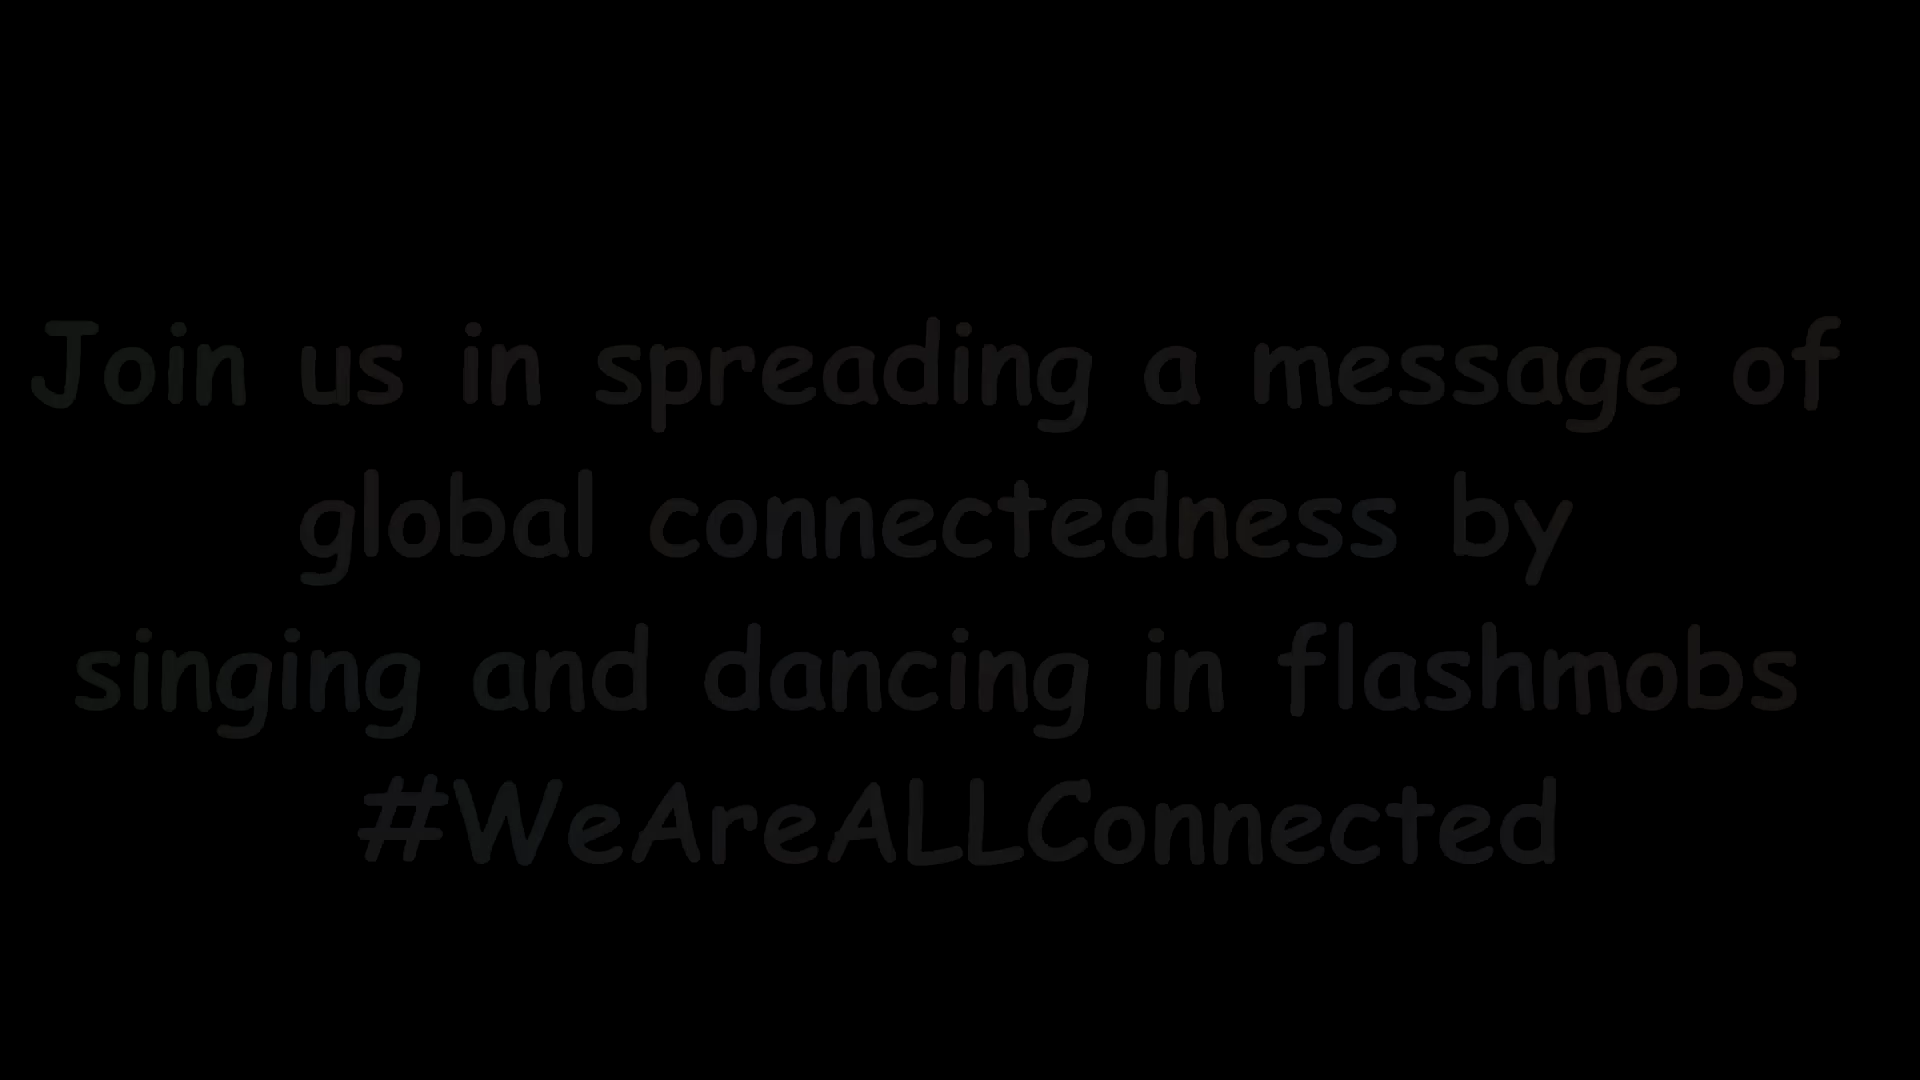 Join us in spreading a message of
global connectedness by
singing and dancing in flashmobs
#WeAreALLConnected